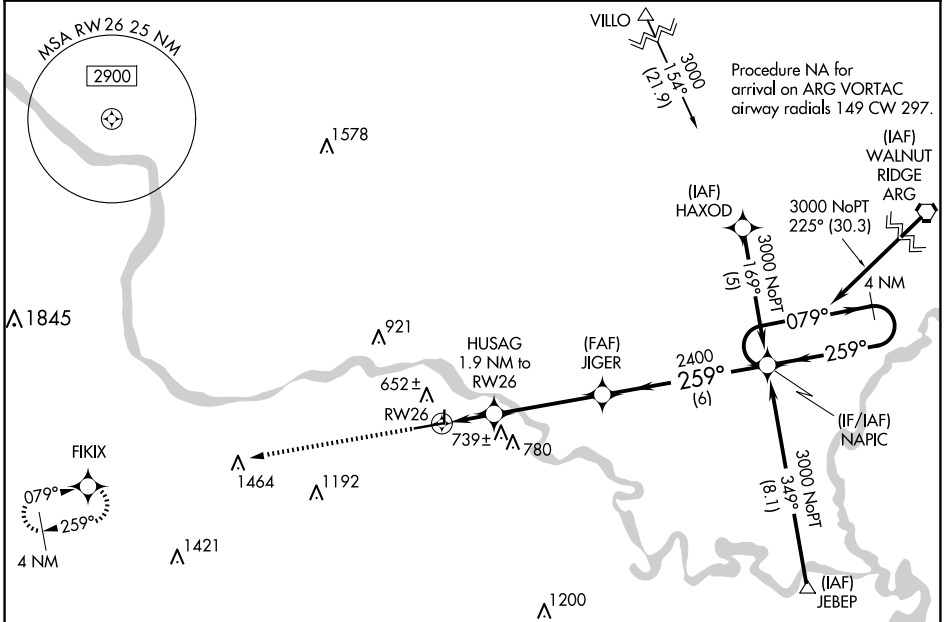 MSA RW26 25 NM
2900
VILLO
3000
154°
(21.9)
Procedure NA for
arrival on ARG VORTAC
airway radials 149 CW 297.
1578
(IAF)
WALNUT
RIDGE
ARG
(IAF)
HAXOD
3000 NoPT
225° (30.3)
3000 NoPT
169°
(5)
4 NM
079°
259°
1845
921
HUSAG
1.9 NM to
RW26
(FAF)
JIGER
2400
259°
(6)
652±
RW26
739±
780
(IF/IAF)
NAPIC
FIKIX
079°
259°
4 NM
1464
1192
3000 NoPT
349°
(8.1)
1421
1200
(IAF)
JEBEP